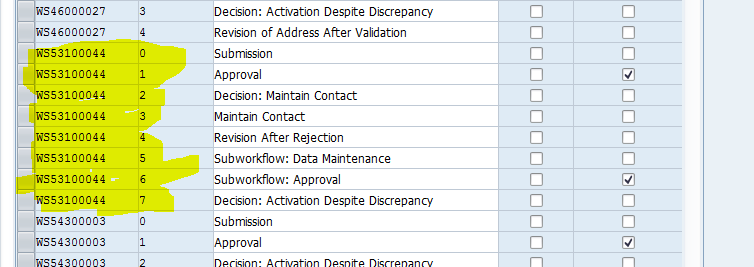 WS46000027 3 Decision: Activation Despite Discrepancy
WS46000027 4 Revision of Address After Validation
WS53100044 0 Submission
WS53100044 1 Approval
WS53100044 2 Decision: Maintain Contact
WS53100044 3 Maintain Contact
WS53100044 4 Revision After Rejection
WS53100044 5 Subworkflow: Data Maintenance
WS53100044 6 Subworkflow: Approval
WS53100044 7 Decision: Activation Despite Discrepancy
WS54300003 0 Submission
WS54300003 1 Approval
WS54300003 2 Decision: Activation Despite Discrepancy